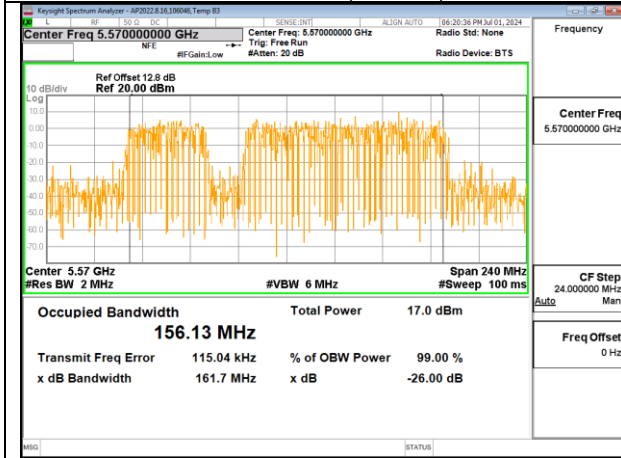 Keysight Spectrum Analyzer - AP2022.8.16,106046,Temp B3
L RF 50 Ω DC SENSE:INT ALIGN AUTO 06:20:36 PM Jul 01, 2024
Center Freq 5.570000000 GHz
NFE
#IFGain:Low
Center Freq: 5.570000000 GHz
Trig: Free Run
#Atten: 20 dB
Radio Std: None
Radio Device: BTS
Frequency
Ref Offset 12.8 dB
10 dB/div Ref 20.00 dBm
Log
10.0
0.00
-10.0
-20.0
-30.0
-40.0
-50.0
-60.0
-70.0
Center Freq
5.570000000 GHz
Center 5.57 GHz Span 240 MHz
#Res BW 2 MHz #VBW 6 MHz #Sweep 100 ms
CF Step
24.000000 MHz
Auto Man
Occupied Bandwidth Total Power 17.0 dBm
156.13 MHz
Transmit Freq Error 115.04 kHz % of OBW Power 99.00 %
x dB Bandwidth 161.7 MHz x dB -26.00 dB
Freq Offset
0 Hz
MSG STATUS